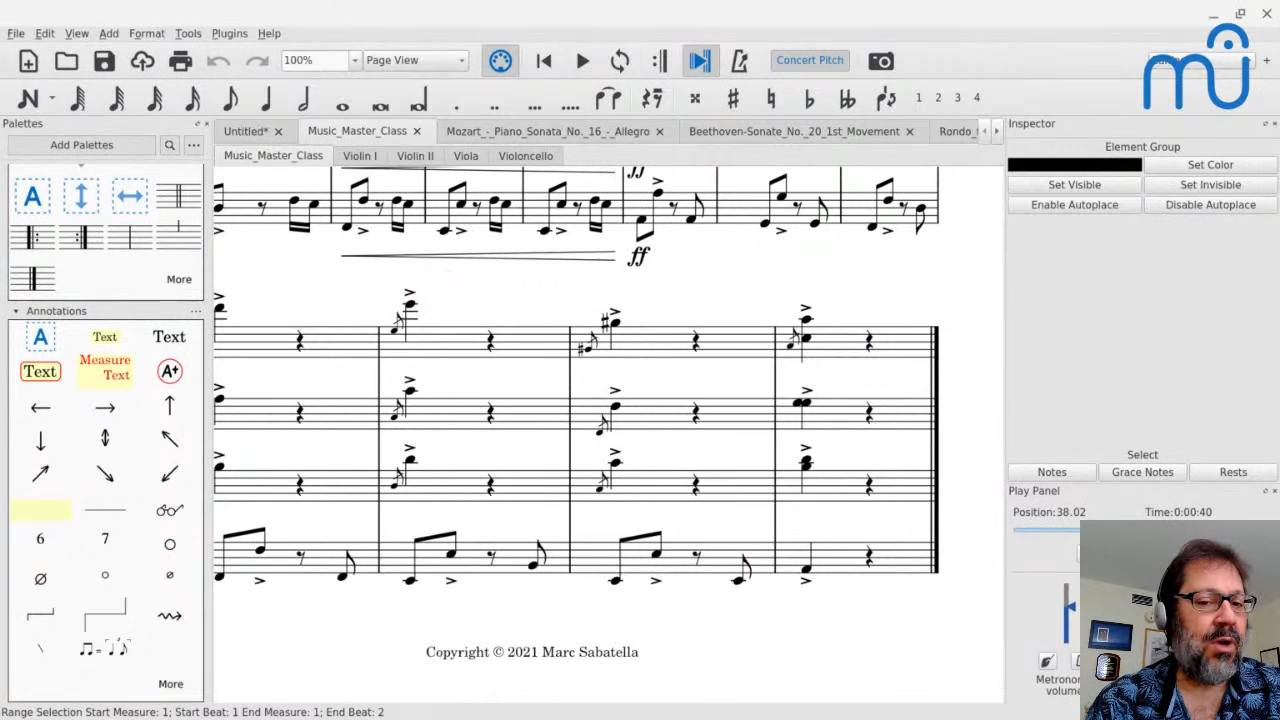 File Edit View Add Format Tools Plugins Help
100% Page View Concert Pitch
1 2 3 4
Palettes
Untitled* Music_Master_Class Mozart_-_Piano_Sonata_No._16_-_Allegro Beethoven-Sonate_No._20_1st_Movement Rondo_
Inspector
Add Palettes
Music_Master_Class Violin I Violin II Viola Violoncello
Element Group
Set Color
Set Visible Set Invisible
Enable Autoplace Disable Autoplace
A
More
ff
ff
Annotations
A Text Text
Text Measure Text A+
6 7
More
Select
Notes Grace Notes Rests
Play Panel
Position:38.02 Time:0:00:40
Copyright © 2021 Marc Sabatella
Range Selection Start Measure: 1; Start Beat: 1 End Measure: 1; End Beat: 2